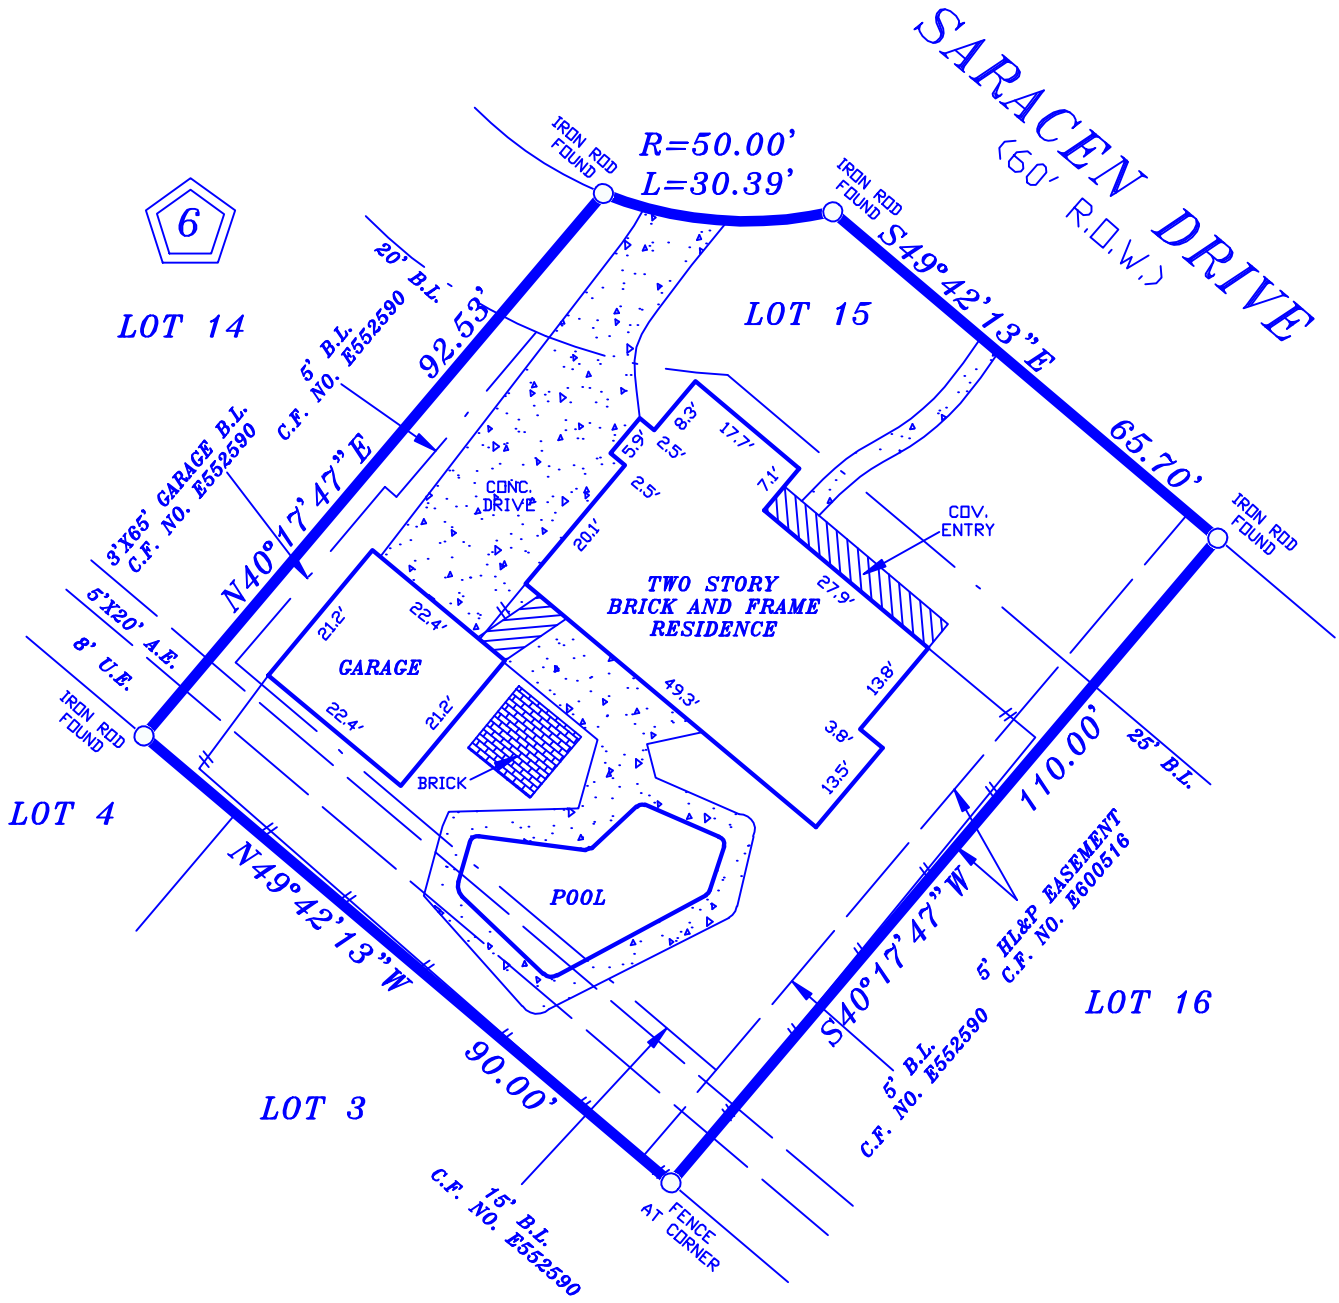 SARACEN DRIVE
(60' R.O.W.)
IRON ROD
FOUND
R=50.00'
L=30.39'
IRON ROD
FOUND
6
LOT 14
20' B.L.
S49°42'13"E
LOT 15
5' B.L.
C.F. NO. E552590
92.53'
3'X65' GARAGE B.L.
C.F. NO. E552590
N40°17'47"E
65.70'
IRON ROD
FOUND
8.3'
17.7'
5.9'
2.5'
2.5'
7.1'
CONC.
DRIVE
20.1'
COV.
ENTRY
TWO STORY
BRICK AND FRAME
RESIDENCE
27.9'
5'X20' A.E.
8' U.E.
21.2'
22.4'
GARAGE
22.4'
21.2'
49.3'
13.8'
3.8'
13.5'
IRON ROD
FOUND
BRICK
110.00'
25' B.L.
LOT 4
N49°42'13"W
POOL
S40°17'47"W
5' HL&P EASEMENT
C.F. NO. E600516
LOT 16
5' B.L.
C.F. NO. E552590
90.00'
LOT 3
15' B.L.
C.F. NO. E552590
FENCE
AT CORNER